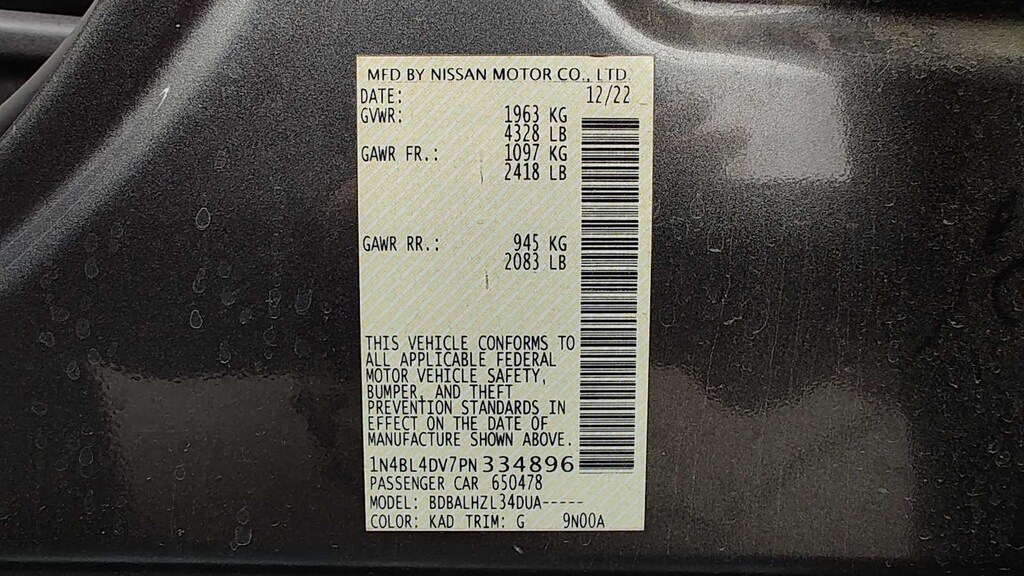 MFD BY NISSAN MOTOR CO., LTD.
DATE: 12/22
GVWR: 1963 KG
4328 LB
GAWR FR.: 1097 KG
2418 LB
GAWR RR.: 945 KG
2083 LB
THIS VEHICLE CONFORMS TO
ALL APPLICABLE FEDERAL
MOTOR VEHICLE SAFETY,
BUMPER, AND THEFT
PREVENTION STANDARDS IN
EFFECT ON THE DATE OF
MANUFACTURE SHOWN ABOVE.
1N4BL4DV7PN334896
PASSENGER CAR 650478
MODEL: BDBALHZL34DUA-----
COLOR: KAD TRIM: G 9N00A